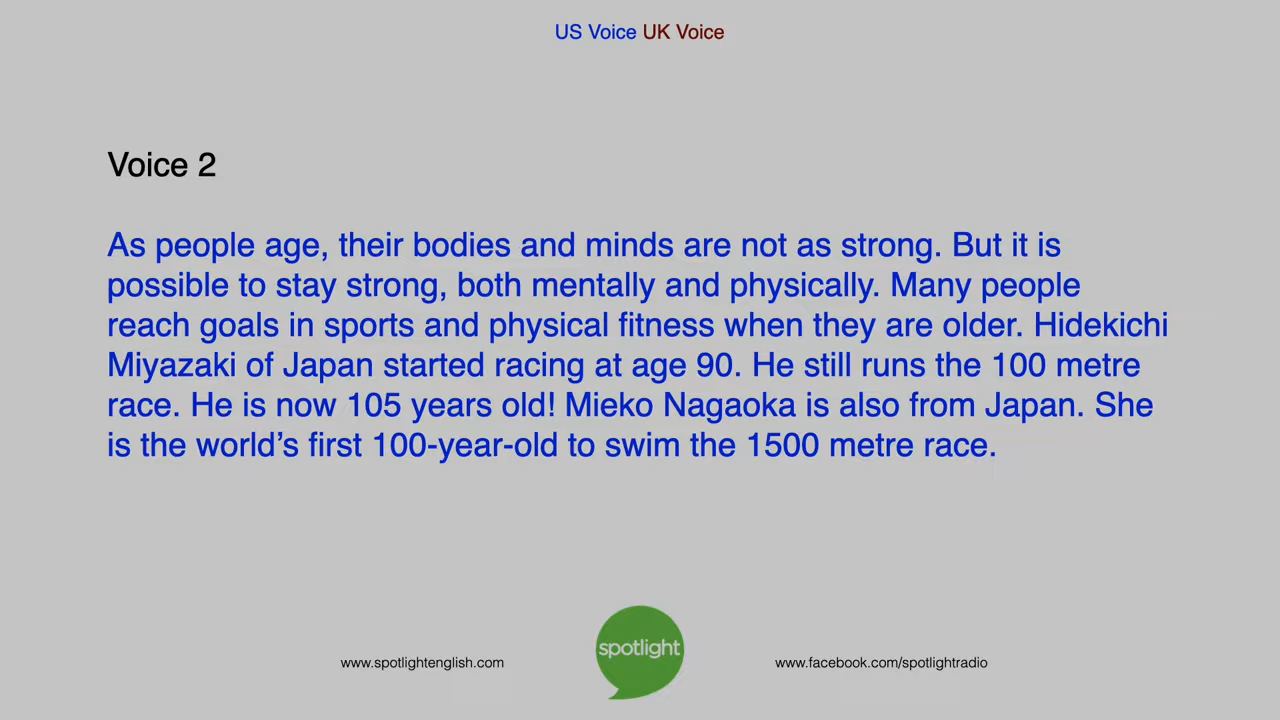 US Voice UK Voice
Voice 2
As people age, their bodies and minds are not as strong. But it is
possible to stay strong, both mentally and physically. Many people
reach goals in sports and physical fitness when they are older. Hidekichi
Miyazaki of Japan started racing at age 90. He still runs the 100 metre
race. He is now 105 years old! Mieko Nagaoka is also from Japan. She
is the world’s first 100-year-old to swim the 1500 metre race.
www.spotlightenglish.com
spotlight
www.facebook.com/spotlightradio